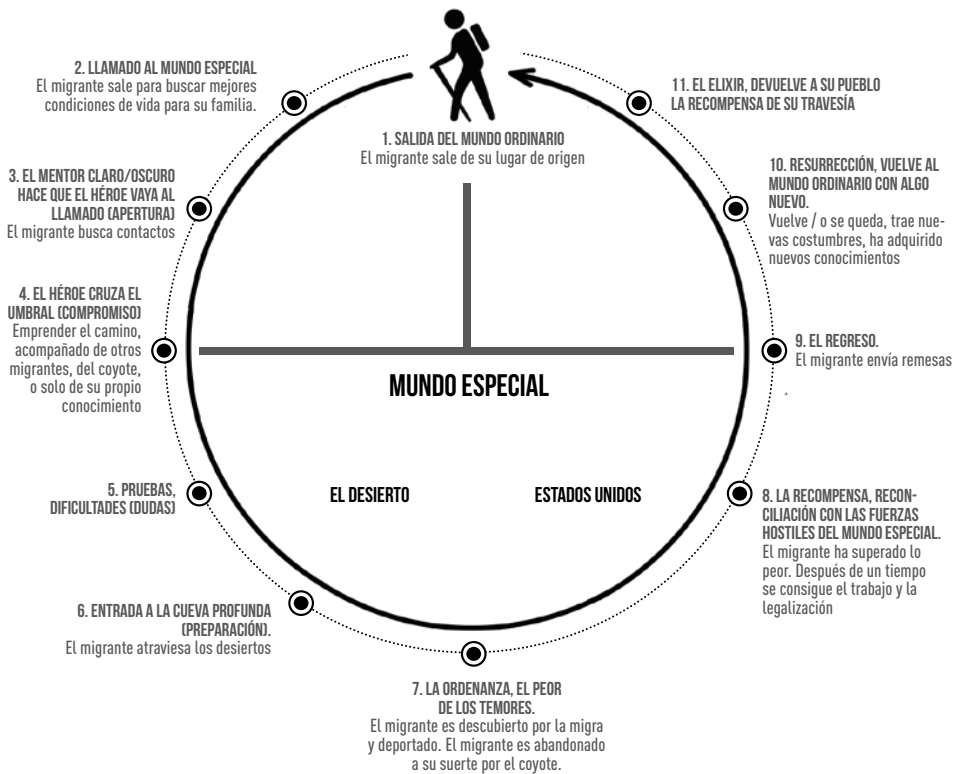 1. SALIDA DEL MUNDO ORDINARIO
El migrante sale de su lugar de origen
2. LLAMADO AL MUNDO ESPECIAL
El migrante sale para buscar mejores
condiciones de vida para su familia.
3. EL MENTOR CLARO/OSCURO
HACE QUE EL HÉROE VAYA AL
LLAMADO (APERTURA)
El migrante busca contactos
4. EL HÉROE CRUZA EL
UMBRAL (COMPROMISO)
Emprender el camino,
acompañado de otros
migrantes, del coyote,
o solo de su propio
conocimiento
5. PRUEBAS,
DIFICULTADES (DUDAS)
6. ENTRADA A LA CUEVA PROFUNDA
(PREPARACIÓN).
El migrante atraviesa los desiertos
7. LA ORDENANZA, EL PEOR
DE LOS TEMORES.
El migrante es descubierto por la migra
y deportado. El migrante es abandonado
a su suerte por el coyote.
8. LA RECOMPENSA, RECON-
CILIACIÓN CON LAS FUERZAS
HOSTILES DEL MUNDO ESPECIAL.
El migrante ha superado lo
peor. Después de un tiempo
se consigue el trabajo y la
legalización
9. EL REGRESO.
El migrante envía remesas
10. RESURRECCIÓN, VUELVE AL
MUNDO ORDINARIO CON ALGO
NUEVO.
Vuelve / o se queda, trae nue-
vas costumbres, ha adquirido
nuevos conocimientos
11. EL ELIXIR, DEVUELVE A SU PUEBLO
LA RECOMPENSA DE SU TRAVESÍA
MUNDO ESPECIAL
EL DESIERTO
ESTADOS UNIDOS